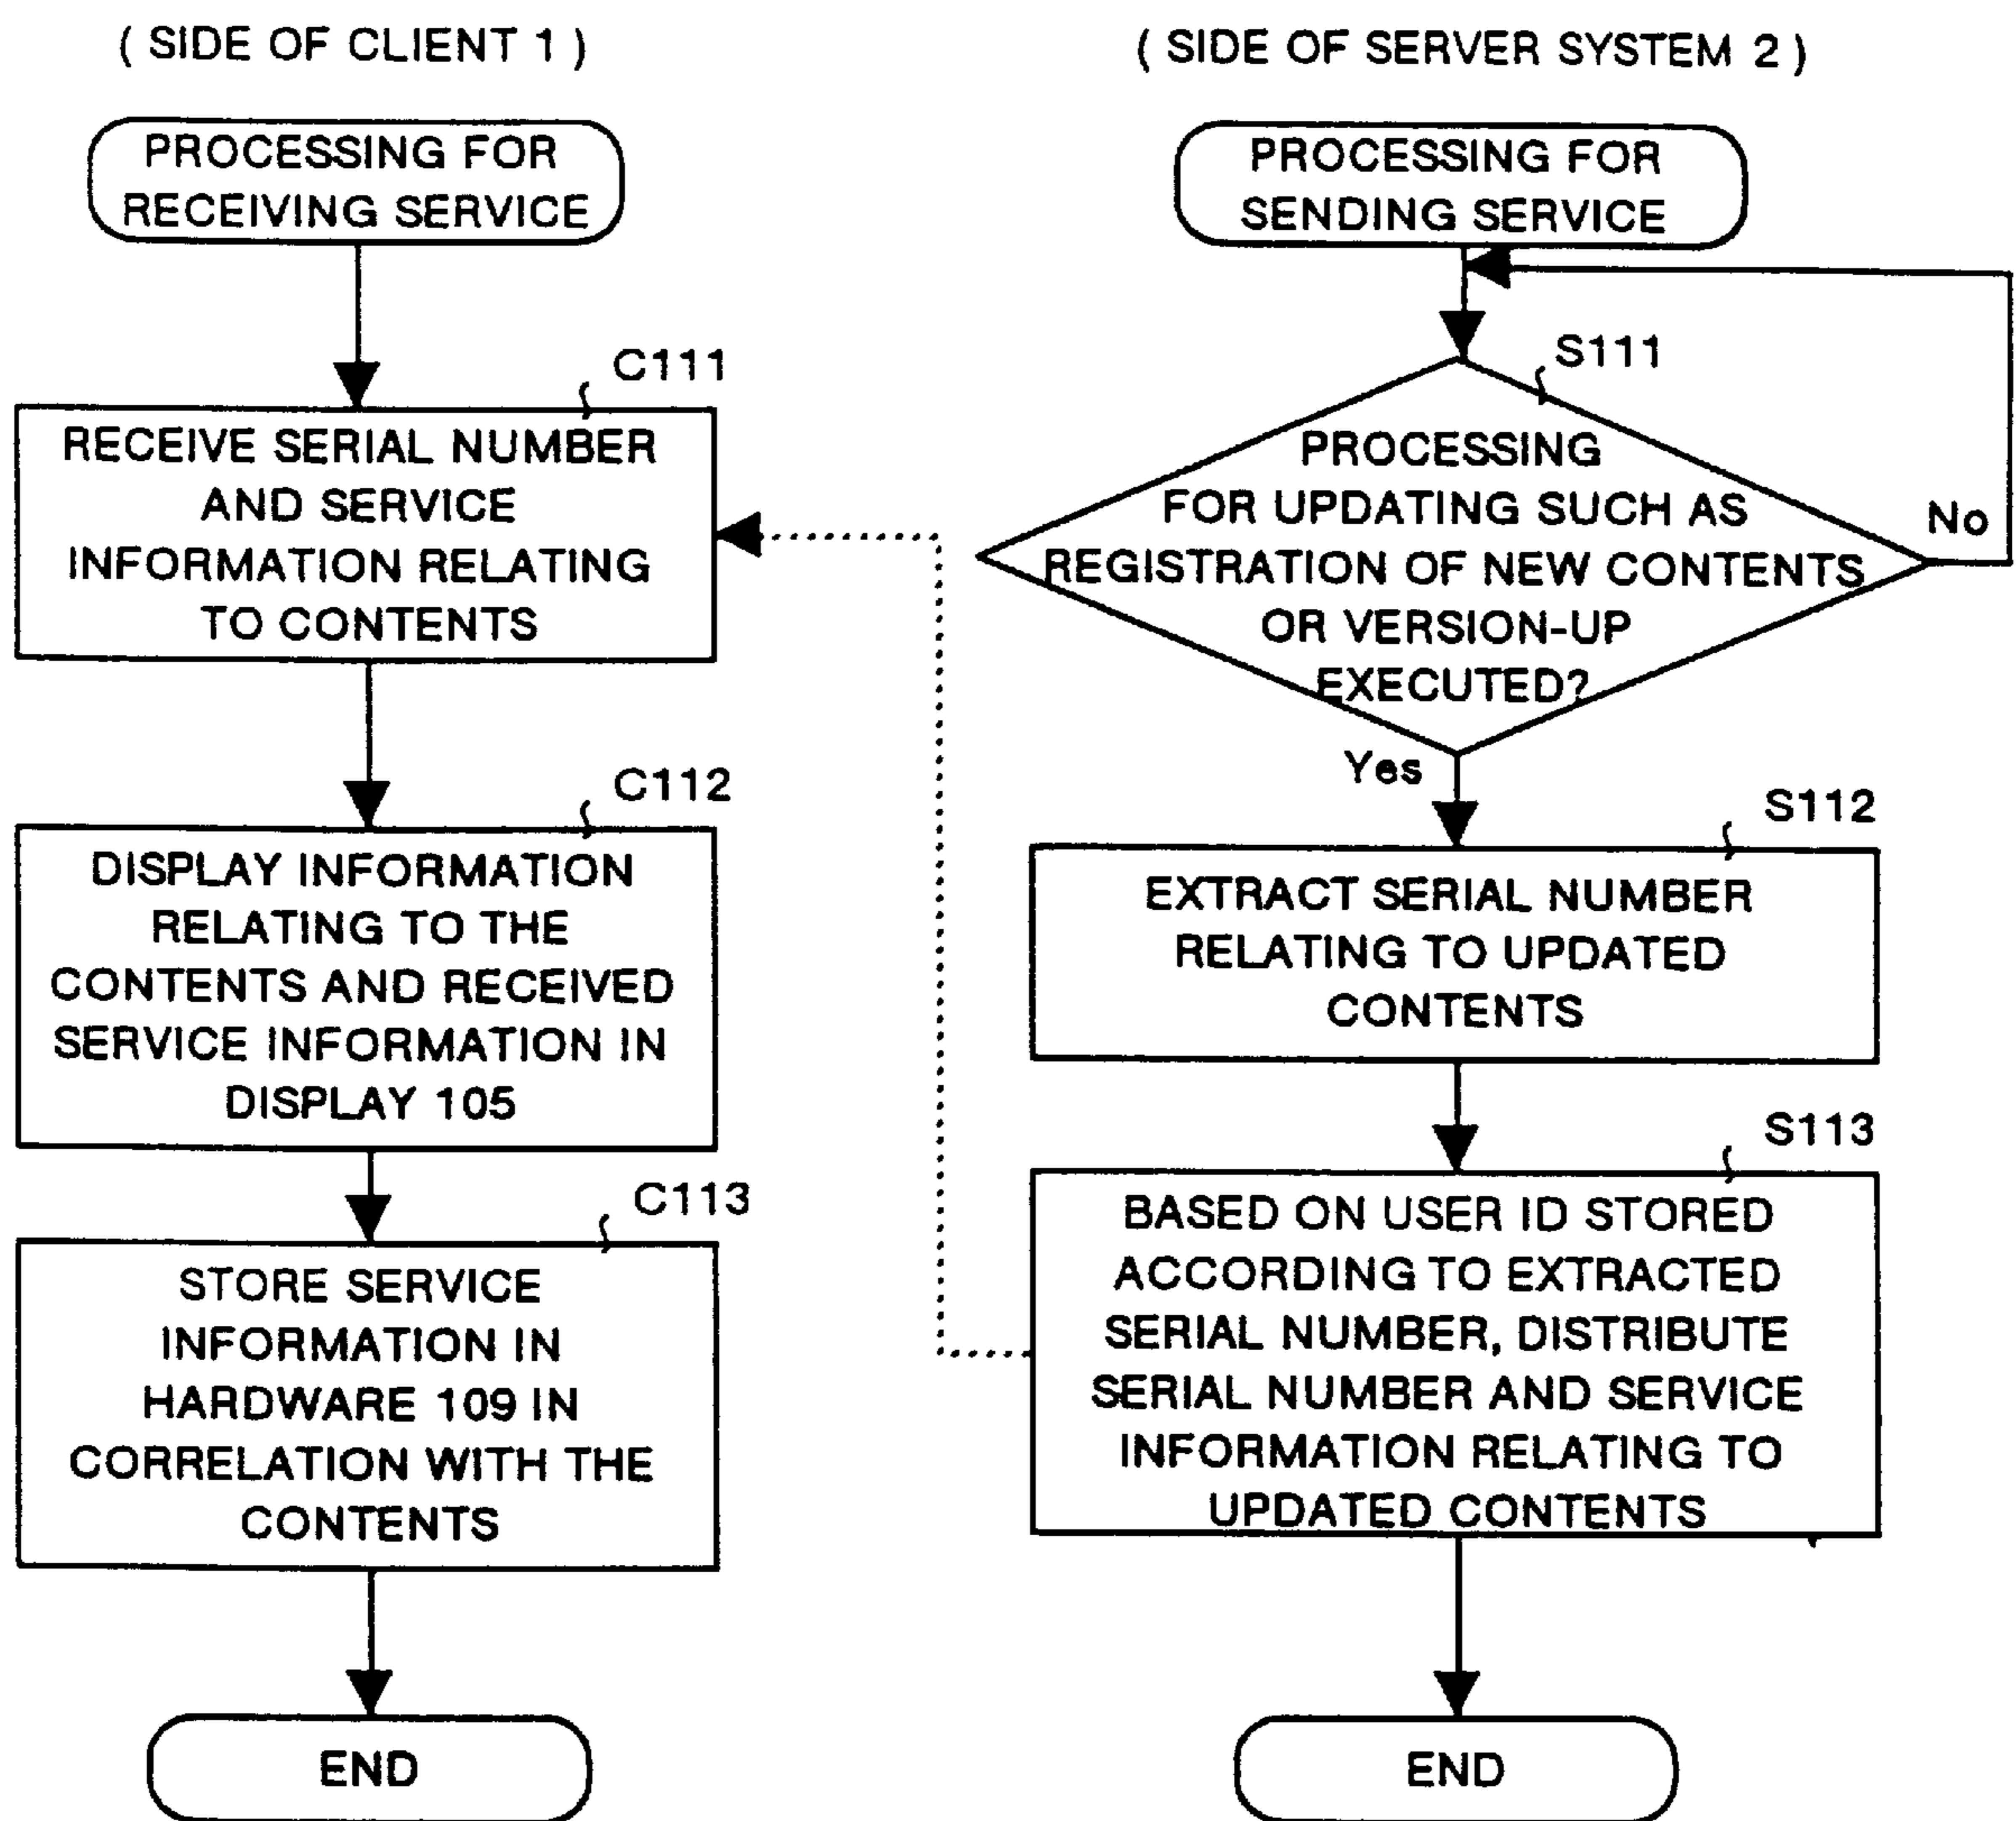 ( SIDE OF CLIENT 1 )
PROCESSING FOR
RECEIVING SERVICE
C111
RECEIVE SERIAL NUMBER
AND SERVICE
INFORMATION RELATING
TO CONTENTS
C112
DISPLAY INFORMATION
RELATING TO THE
CONTENTS AND RECEIVED
SERVICE INFORMATION IN
DISPLAY 105
C113
STORE SERVICE
INFORMATION IN
HARDWARE 109 IN
CORRELATION WITH THE
CONTENTS
END
( SIDE OF SERVER SYSTEM 2 )
PROCESSING FOR
SENDING SERVICE
S111
PROCESSING
FOR UPDATING SUCH AS
REGISTRATION OF NEW CONTENTS
OR VERSION-UP
EXECUTED?
No
Yes
S112
EXTRACT SERIAL NUMBER
RELATING TO UPDATED
CONTENTS
S113
BASED ON USER ID STORED
ACCORDING TO EXTRACTED
SERIAL NUMBER, DISTRIBUTE
SERIAL NUMBER AND SERVICE
INFORMATION RELATING TO
UPDATED CONTENTS
END